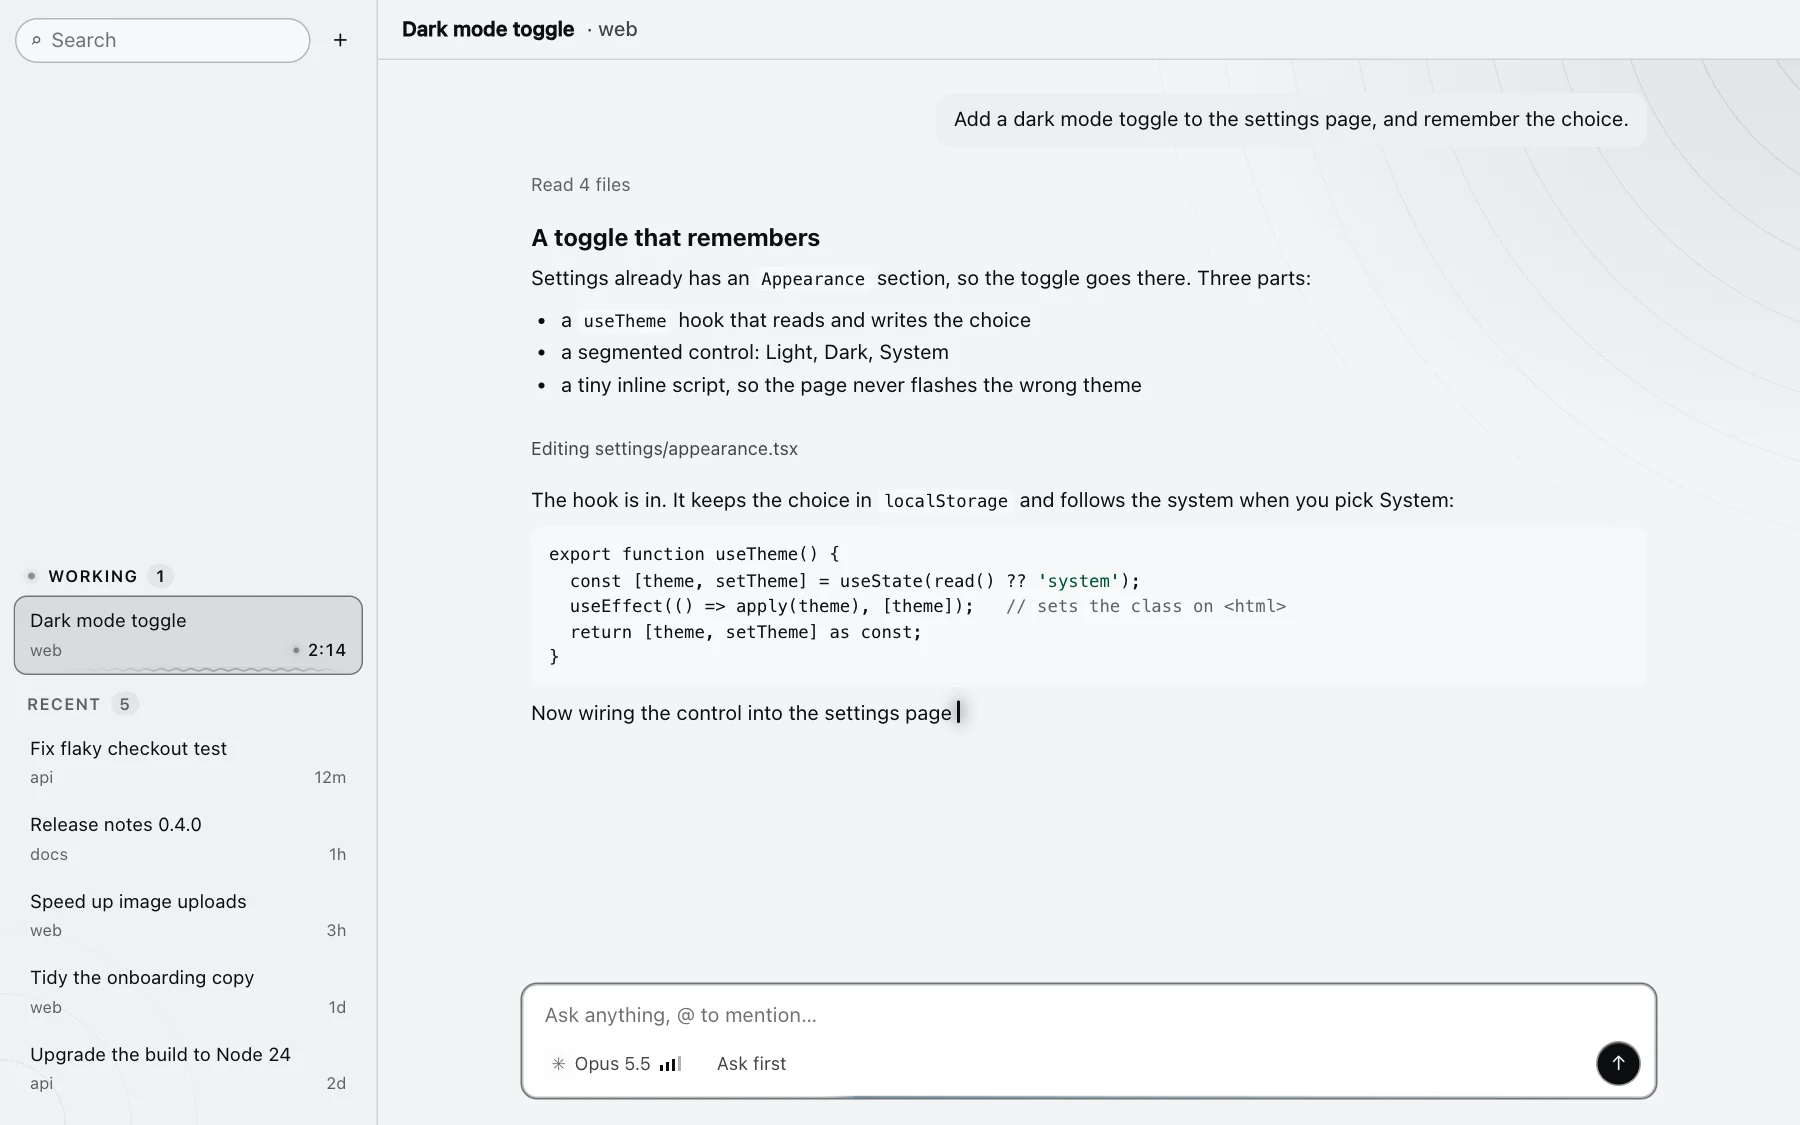 Search
+
Dark mode toggle · web
Add a dark mode toggle to the settings page, and remember the choice.
Read 4 files
A toggle that remembers
Settings already has an Appearance section, so the toggle goes there. Three parts:
• a useTheme hook that reads and writes the choice
• a segmented control: Light, Dark, System
• a tiny inline script, so the page never flashes the wrong theme
Editing settings/appearance.tsx
The hook is in. It keeps the choice in localStorage and follows the system when you pick System:
export function useTheme() {
  const [theme, setTheme] = useState(read() ?? 'system');
  useEffect(() => apply(theme), [theme]);   // sets the class on <html>
  return [theme, setTheme] as const;
}
Now wiring the control into the settings page
WORKING 1
Dark mode toggle
web 2:14
RECENT 5
Fix flaky checkout test
api 12m
Release notes 0.4.0
docs 1h
Speed up image uploads
web 3h
Tidy the onboarding copy
web 1d
Upgrade the build to Node 24
api 2d
Ask anything, @ to mention...
Opus 5.5 Ask first